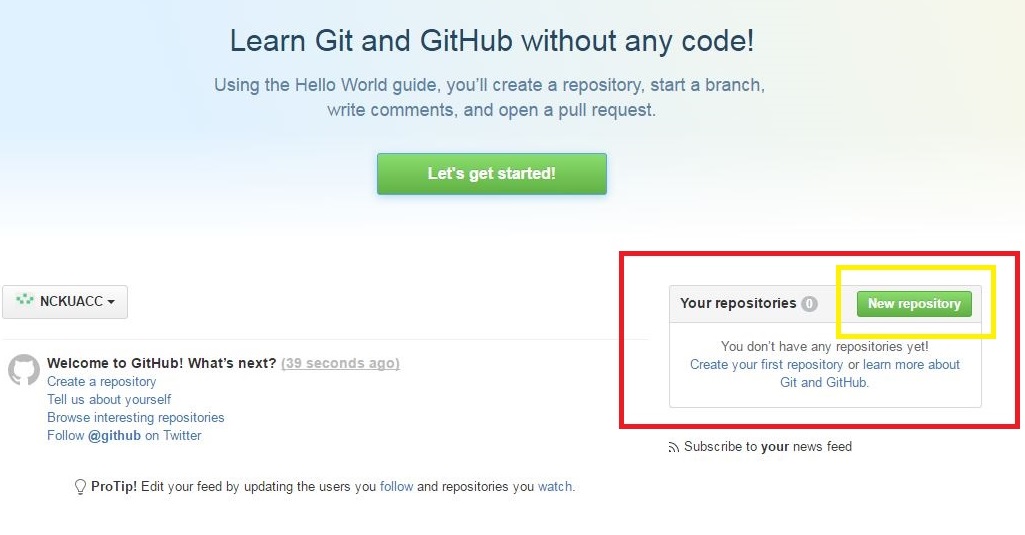 Learn Git and GitHub without any code!
Using the Hello World guide, you’ll create a repository, start a branch,
write comments, and open a pull request.
Let's get started!
NCKUACC
Your repositories 0
New repository
You don’t have any repositories yet!
Create your first repository or learn more about
Git and GitHub.
Welcome to GitHub! What’s next? (39 seconds ago)
Create a repository
Tell us about yourself
Browse interesting repositories
Follow @github on Twitter
Subscribe to your news feed
ProTip! Edit your feed by updating the users you follow and repositories you watch.